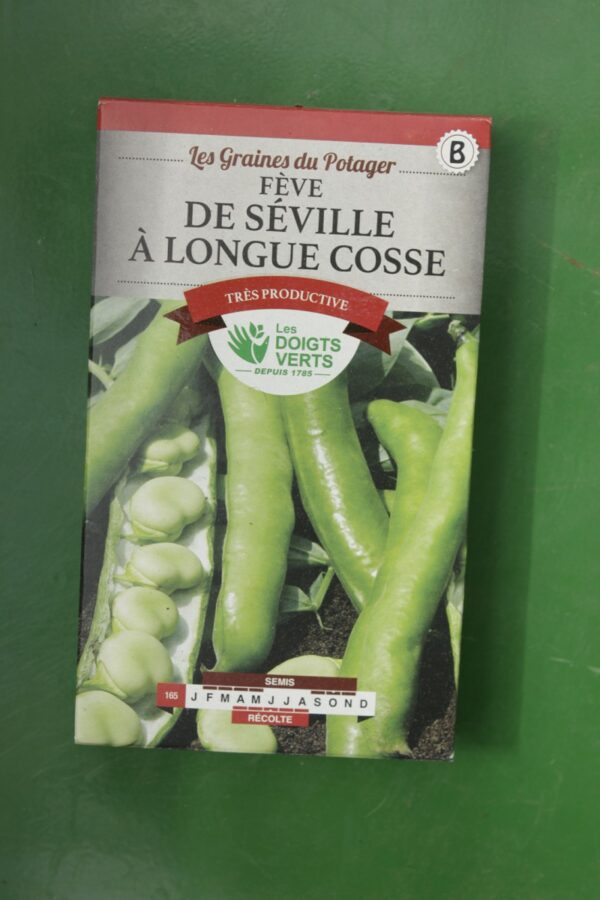 Les Graines du Potager
B
FÈVE
DE SÉVILLE
À LONGUE COSSE
TRÈS PRODUCTIVE
Les
DOIGTS
VERTS
DEPUIS 1785
SEMIS
165 J F M A M J J A S O N D
RÉCOLTE